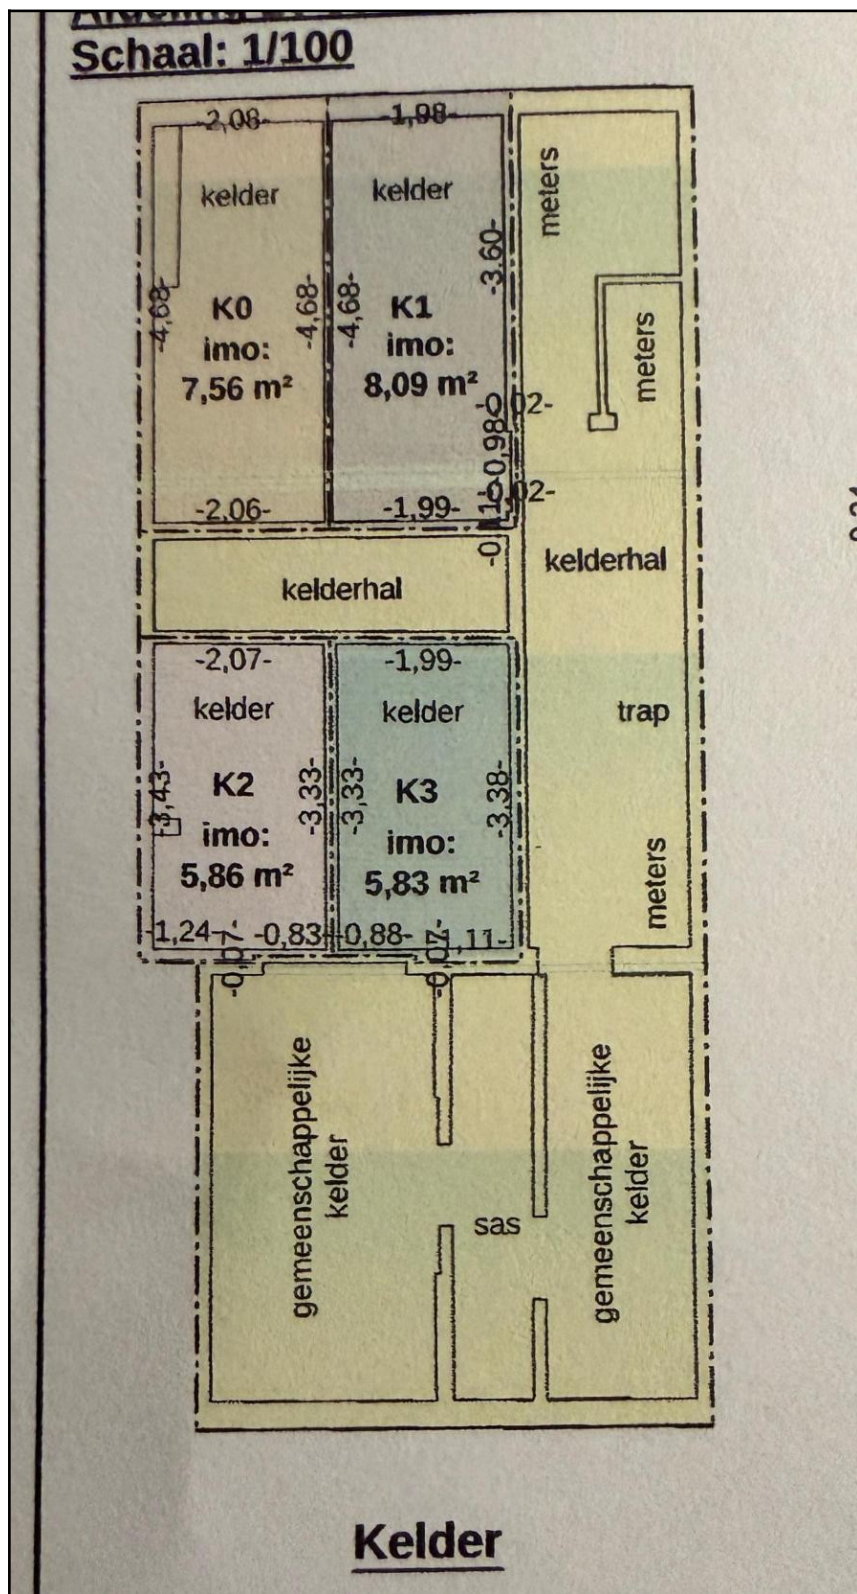 Schaal: 1/100
-2,08-
-1,98-
kelder
kelder
meters
-3,60-
-4,68-
-4,68-
-4,68-
K0
imo:
7,56 m²
K1
imo:
8,09 m²
meters
-0,02-
-0,98-
-0,02-
-2,06-
-1,99-
kelderhal
kelderhal
-2,07-
-1,99-
kelder
kelder
trap
-3,43-
-3,33-
-3,33-
-3,38-
K2
imo:
5,86 m²
K3
imo:
5,83 m²
meters
-1,24-
-0,83-
-0,88-
-1,11-
gemeenschappelijke
kelder
sas
gemeenschappelijke
kelder
Kelder